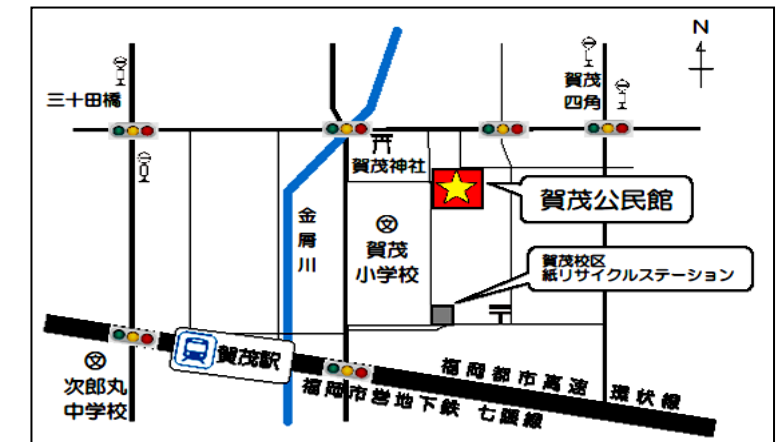 N
三十田橋
賀茂
四角
賀茂神社
賀茂公民館
金
屑
川
㊫
賀茂
小学校
賀茂校区
紙リサイクルステーション
賀茂駅
㊫
次郎丸
中学校
福岡都市高速 環状線
福岡市営地下鉄 七隈線